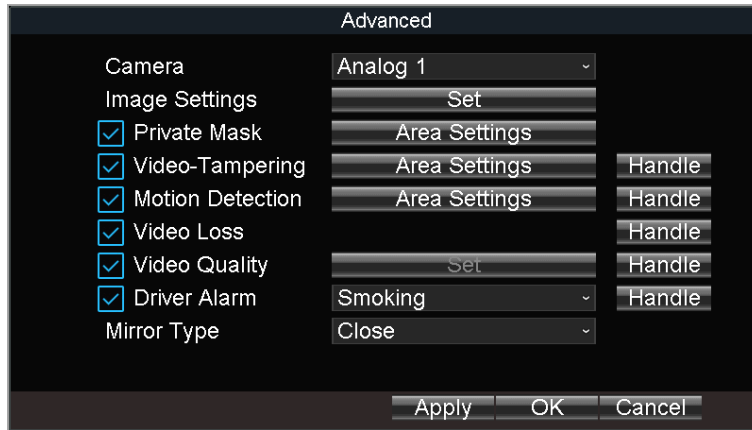 Advanced
Camera Analog 1
Image Settings Set
Private Mask Area Settings
Video-Tampering Area Settings Handle
Motion Detection Area Settings Handle
Video Loss Handle
Video Quality Set Handle
Driver Alarm Smoking Handle
Mirror Type Close
Apply OK Cancel